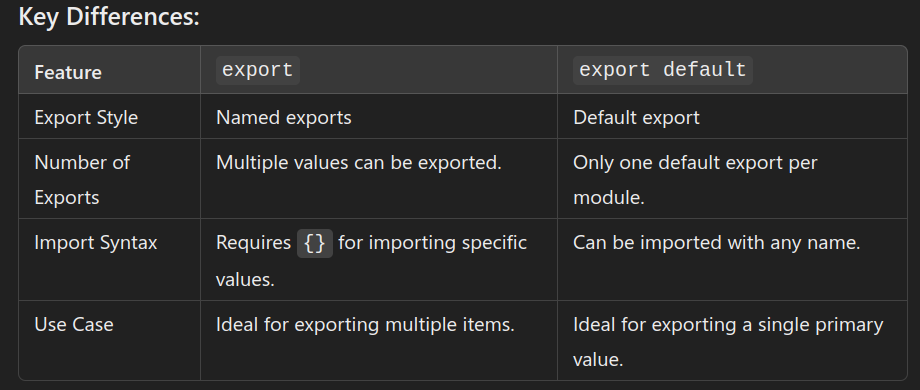 Key Differences:
Feature export export default
Export Style Named exports Default export
Number of Exports Multiple values can be exported. Only one default export per module.
Import Syntax Requires {} for importing specific values. Can be imported with any name.
Use Case Ideal for exporting multiple items. Ideal for exporting a single primary value.